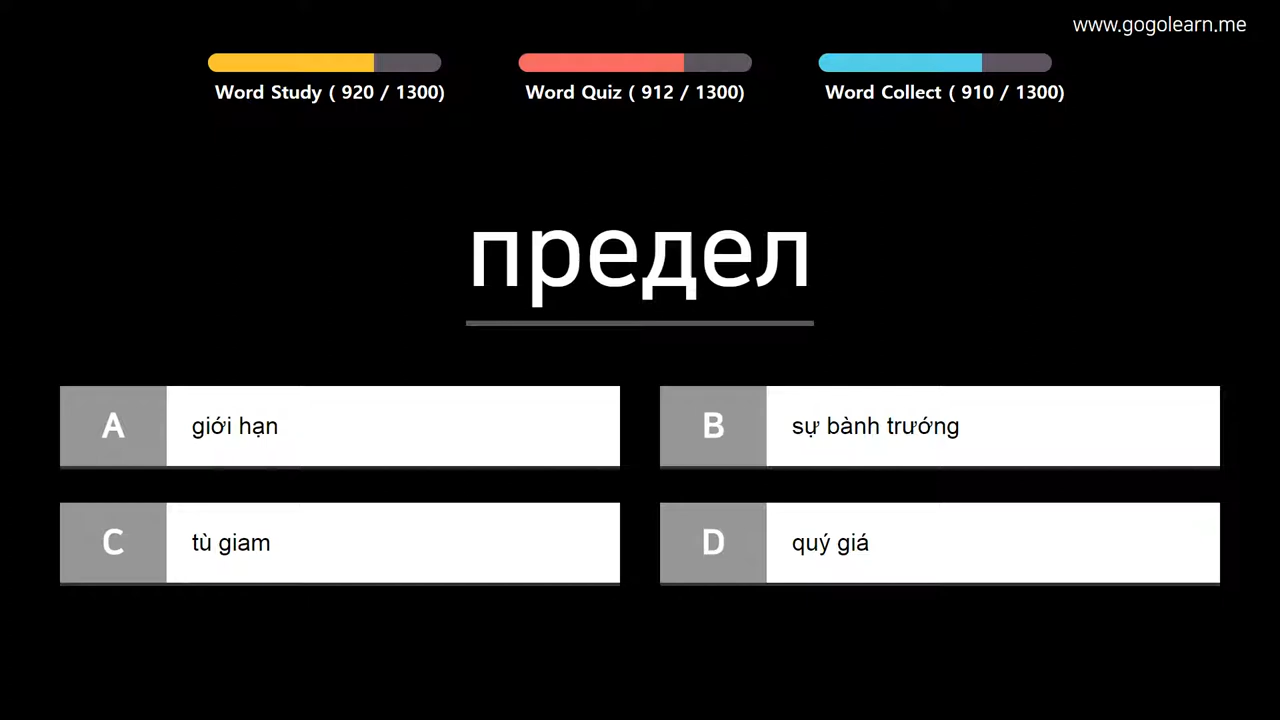 www.gogolearn.me
Word Study ( 920 / 1300)
Word Quiz ( 912 / 1300)
Word Collect ( 910 / 1300)
предел
A giới hạn
B sự bành trướng
C tù giam
D quý giá